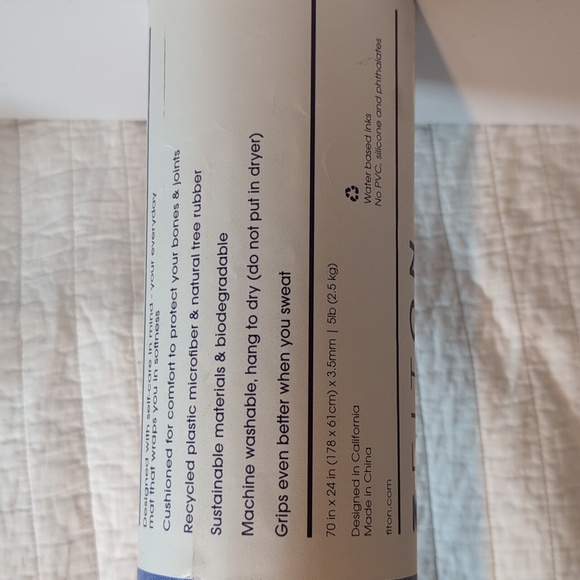 Designed with self-care in mind - your everyday
mat that wraps you in softness
Cushioned for comfort to protect your bones & joints
Recycled plastic microfiber & natural tree rubber
Sustainable materials & biodegradable
Machine washable, hang to dry (do not put in dryer)
Grips even better when you sweat
70 in x 24 in (178 x 61cm) x 3.5mm | 5lb (2.5 kg)
Designed in California
Made in China
Water based inks
No PVC, silicone and phthalates
fiton.com